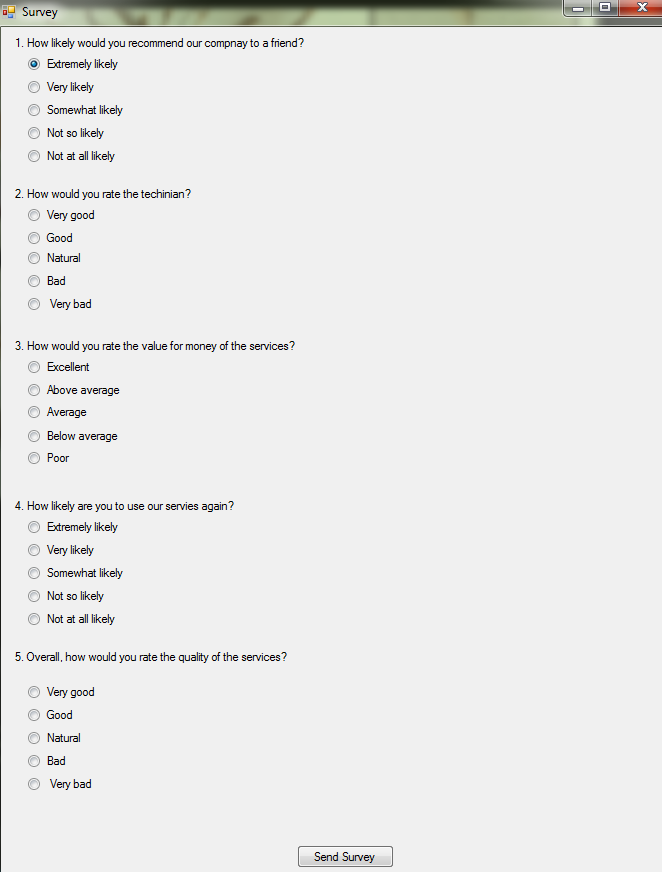 Survey
1. How likely would you recommend our compnay to a friend?
Extremely likely
Very likely
Somewhat likely
Not so likely
Not at all likely
2. How would you rate the techinian?
Very good
Good
Natural
Bad
Very bad
3. How would you rate the value for money of the services?
Excellent
Above average
Average
Below average
Poor
4. How likely are you to use our servies again?
Extremely likely
Very likely
Somewhat likely
Not so likely
Not at all likely
5. Overall, how would you rate the quality of the services?
Very good
Good
Natural
Bad
Very bad
Send Survey